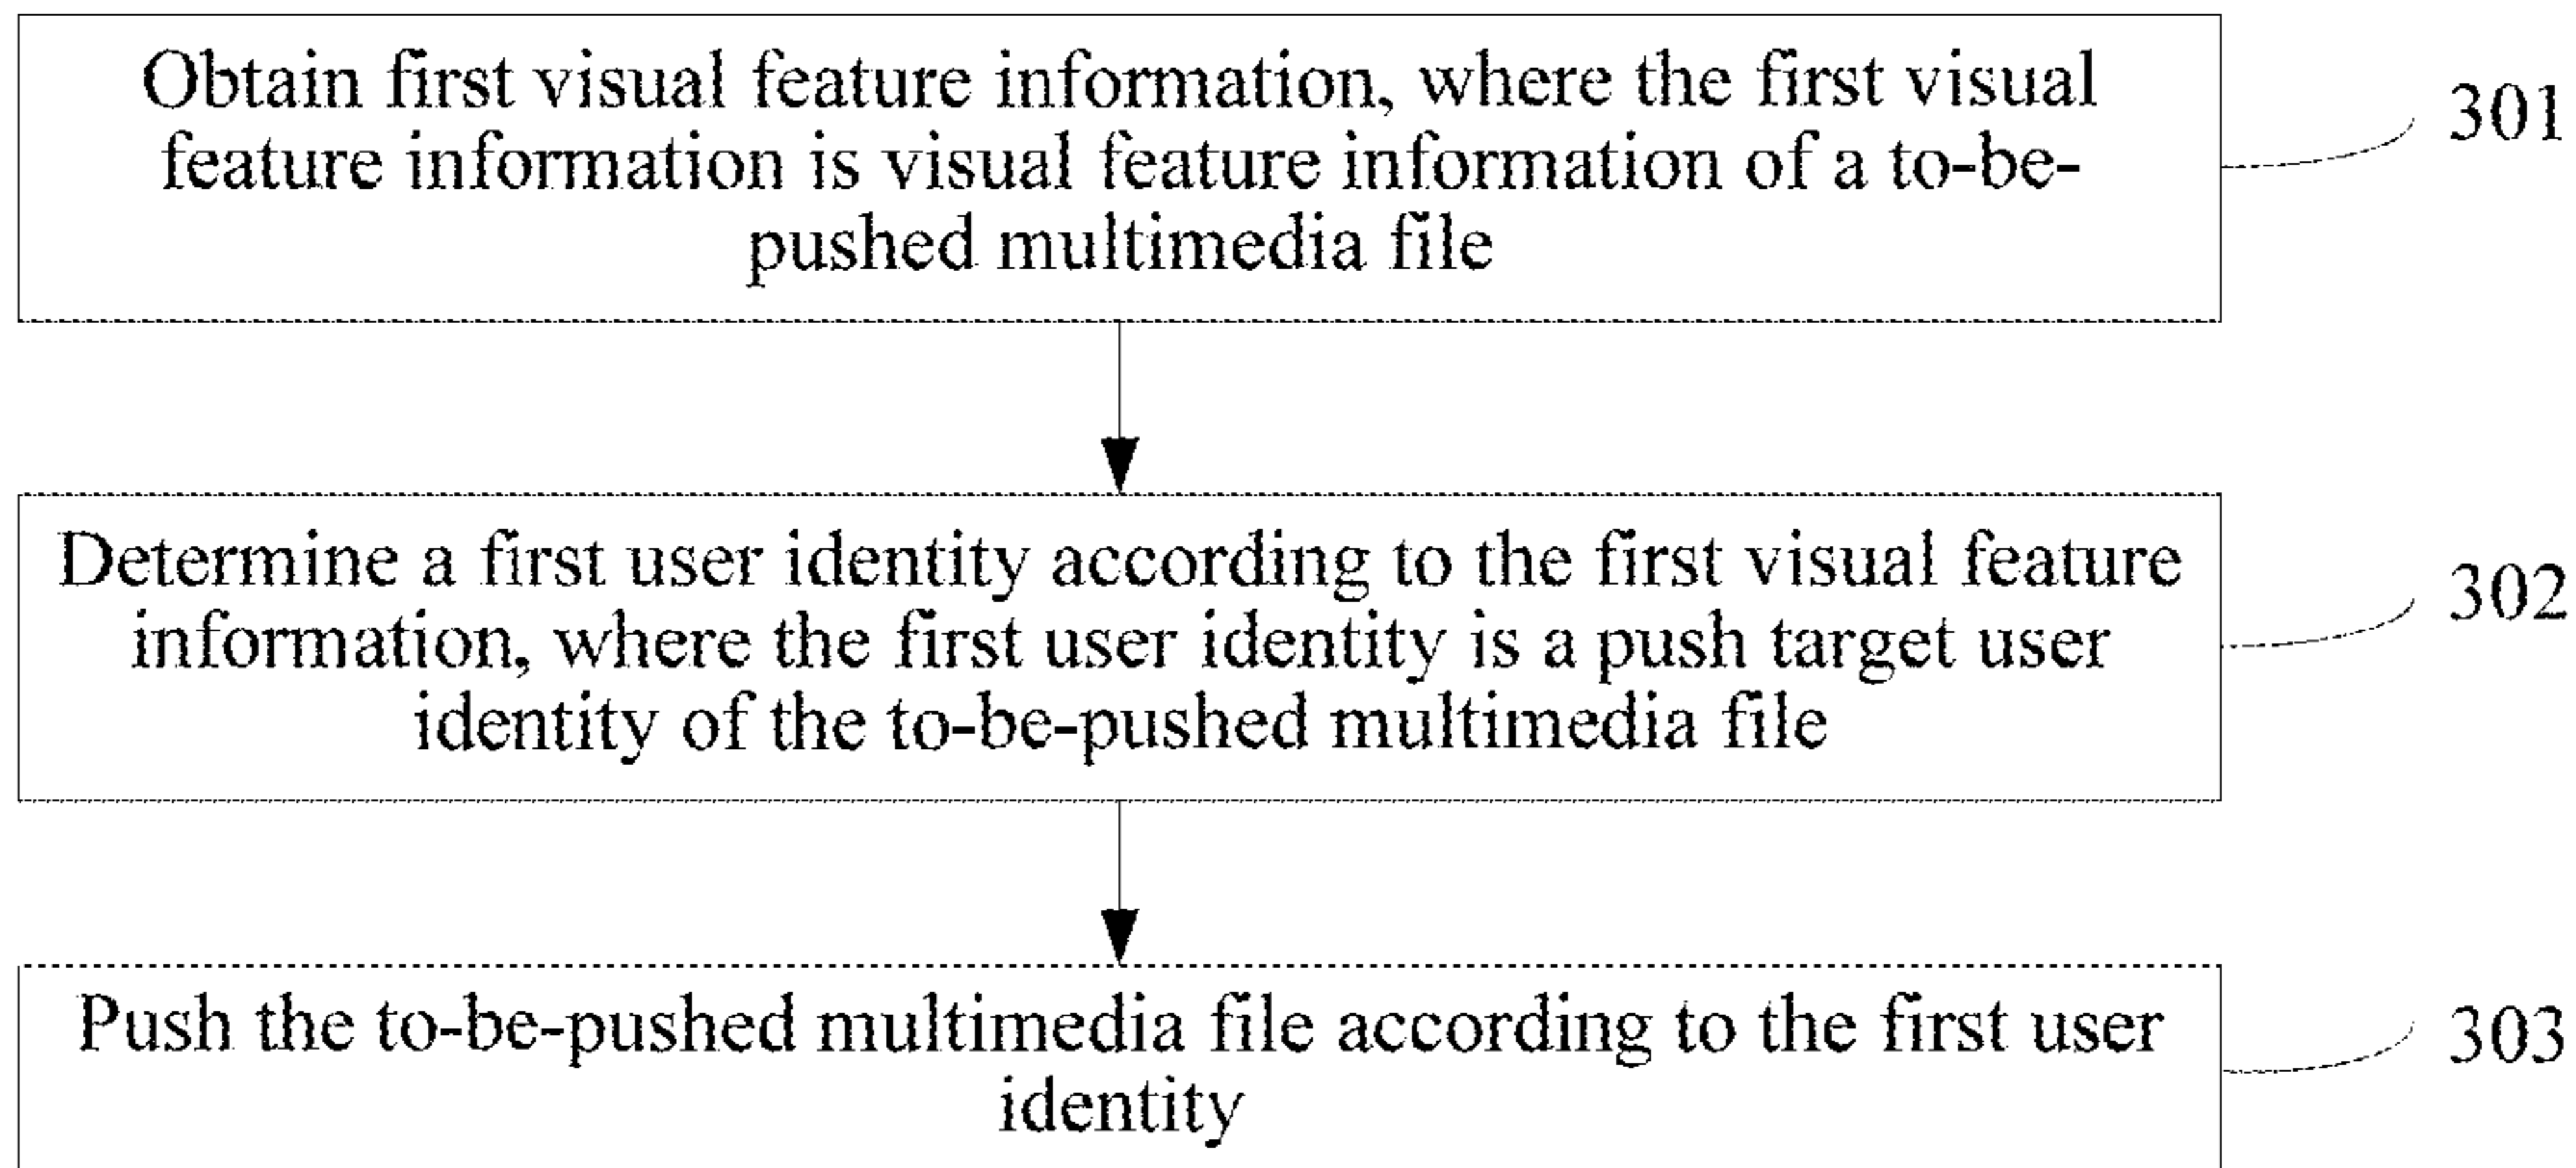 Obtain first visual feature information, where the first visual
feature information is visual feature information of a to-be-
pushed multimedia file
301
Determine a first user identity according to the first visual feature
information, where the first user identity is a push target user
identity of the to-be-pushed multimedia file
302
Push the to-be-pushed multimedia file according to the first user
identity
303